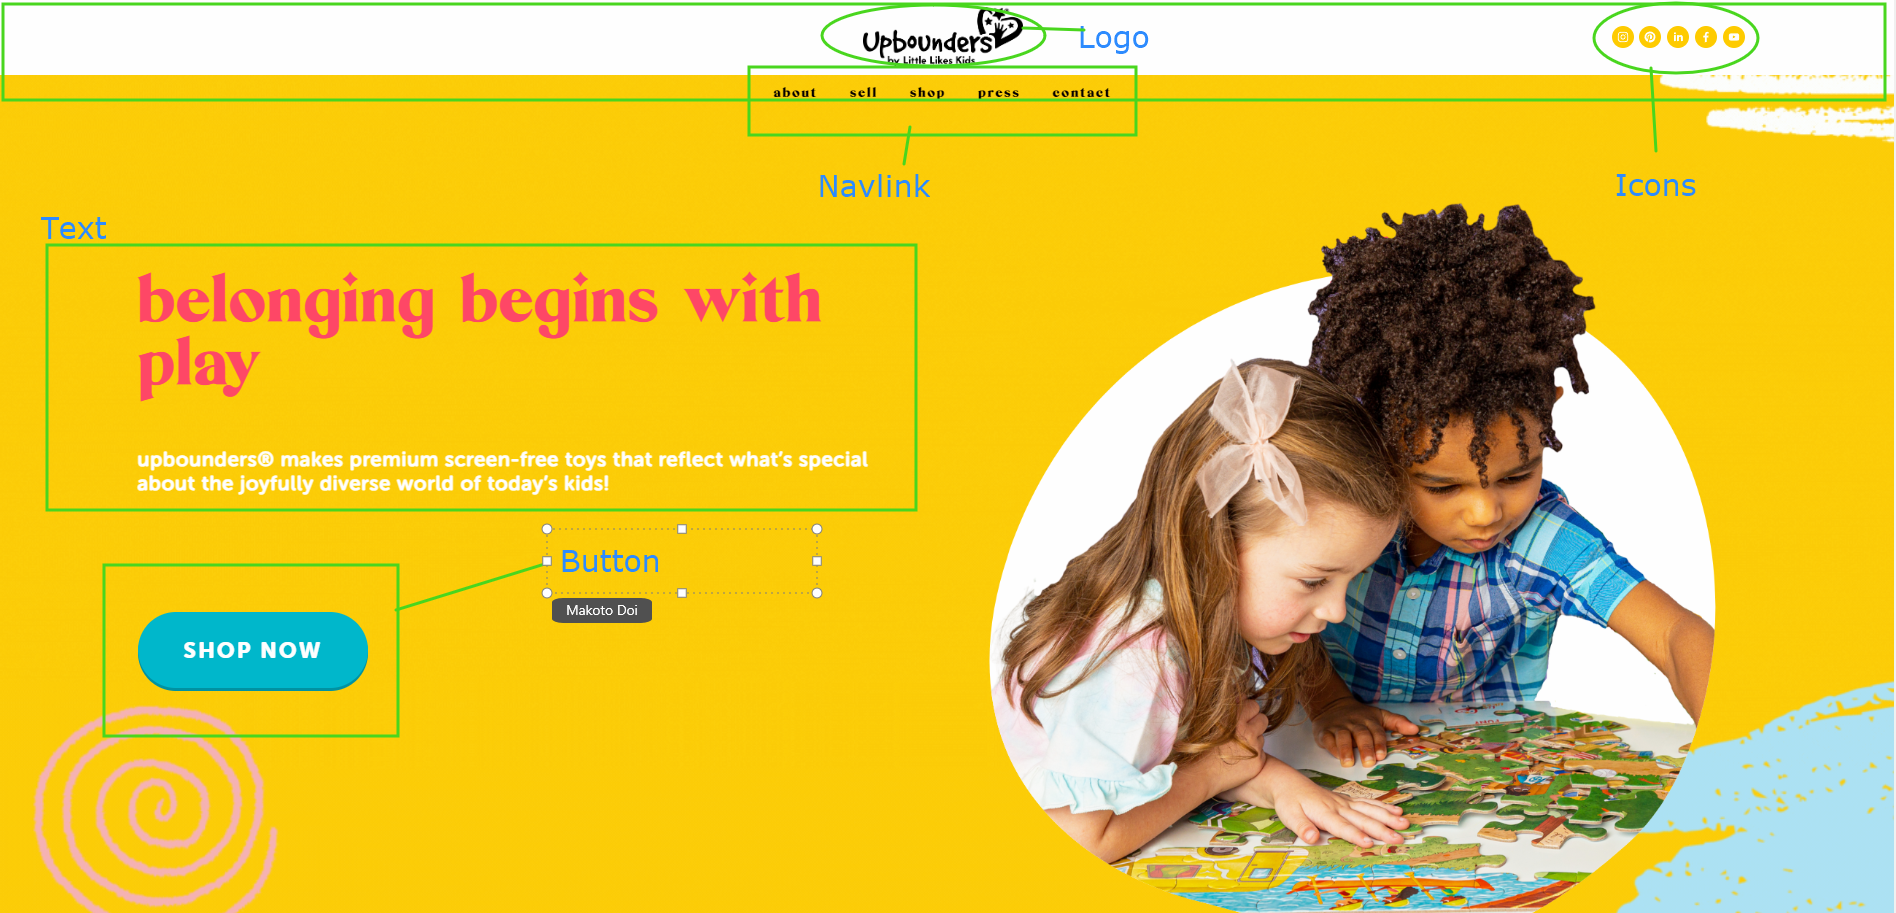 Upbounders
by Little Likes Kids
Logo
about sell shop press contact
Navlink
Icons
Text
belonging begins with
play
upbounders® makes premium screen-free toys that reflect what's special
about the joyfully diverse world of today's kids!
Button
Makoto Doi
SHOP NOW